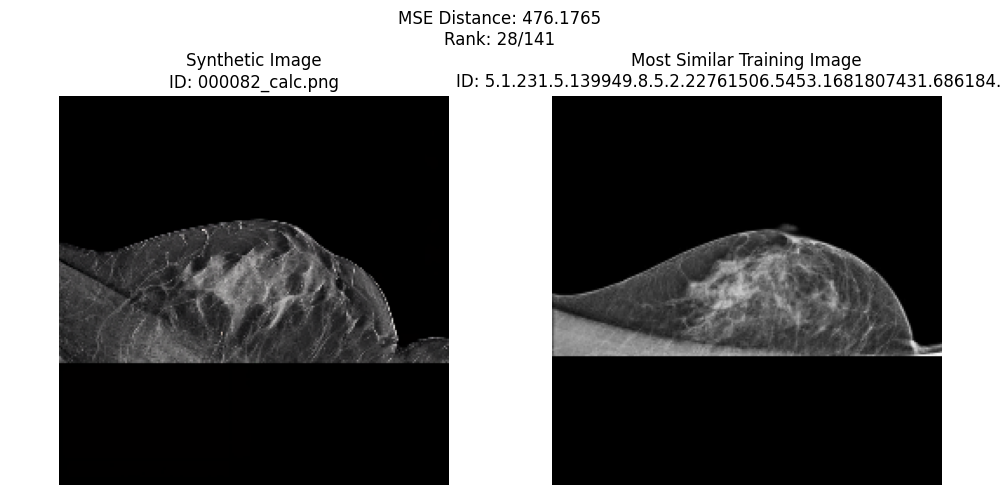 MSE Distance: 476.1765
Rank: 28/141
Synthetic Image
ID: 000082_calc.png
Most Similar Training Image
ID: 5.1.231.5.139949.8.5.2.22761506.5453.1681807431.686184.